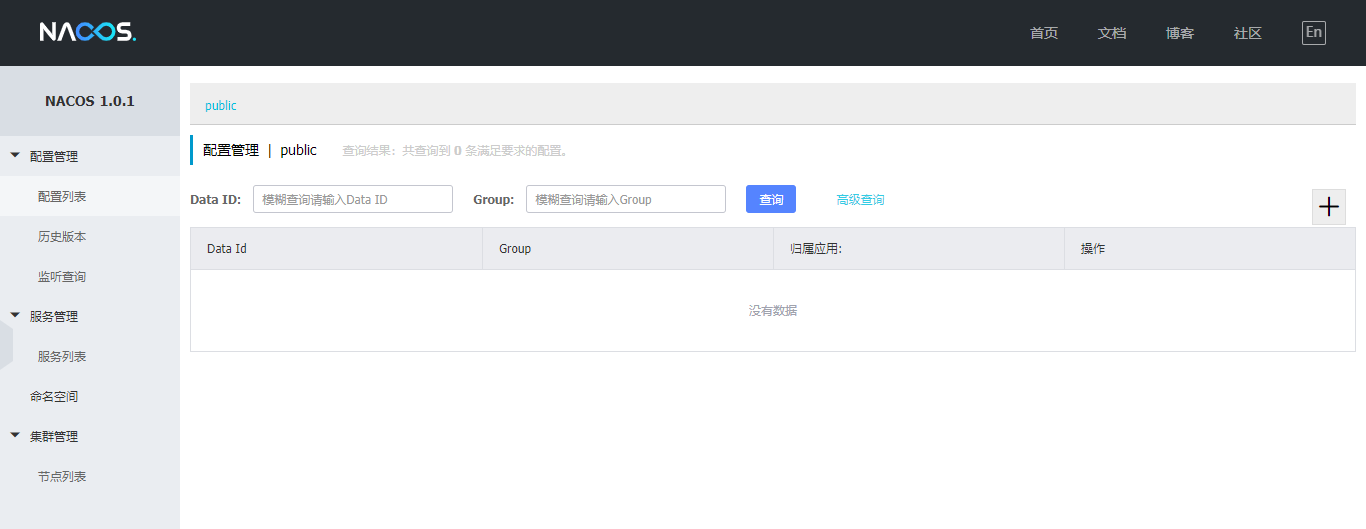 NACOS.
首页 文档 博客 社区 En
NACOS 1.0.1
配置管理
配置列表
历史版本
监听查询
服务管理
服务列表
命名空间
集群管理
节点列表
public
配置管理 | public 查询结果：共查询到 0 条满足要求的配置。
Data ID: 模糊查询请输入Data ID Group: 模糊查询请输入Group 查询 高级查询
Data Id Group 归属应用: 操作
没有数据